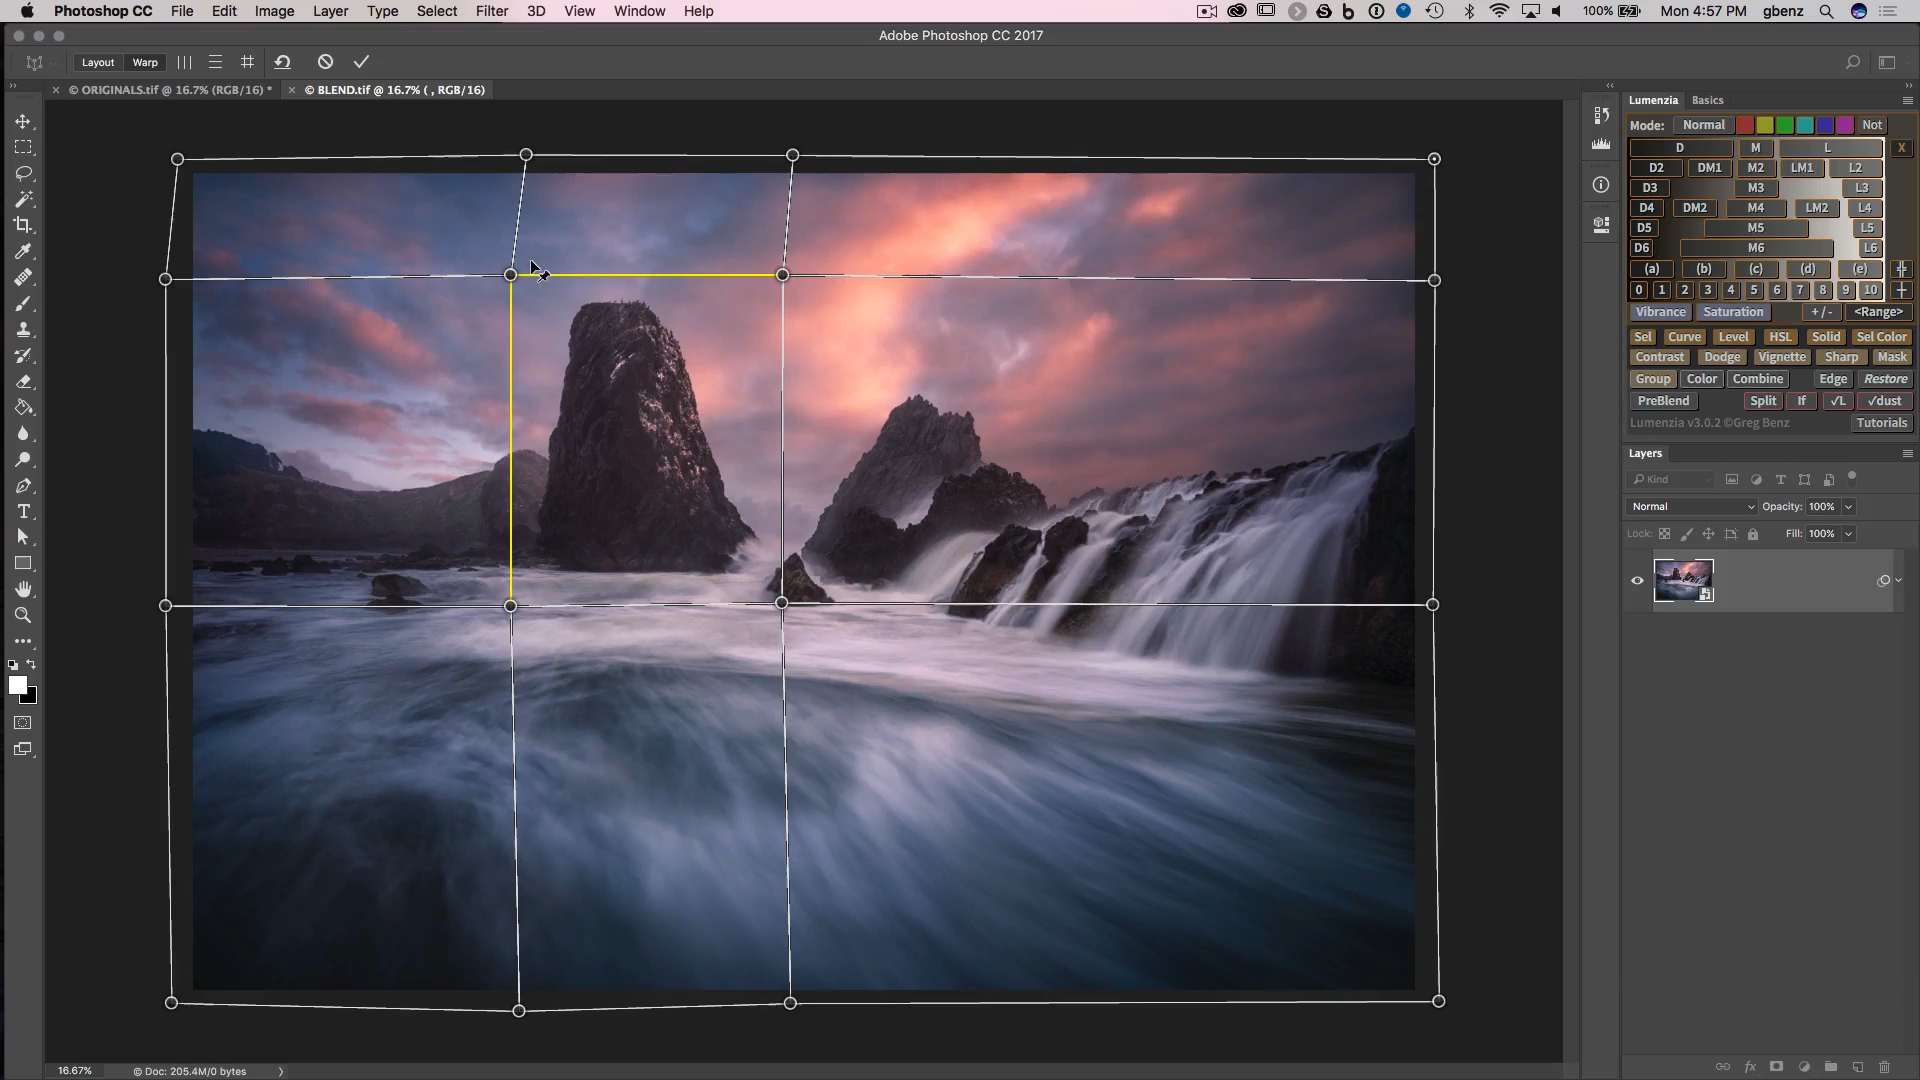 Photoshop CC File Edit Image Layer Type Select Filter 3D View Window Help 100% Mon 4:57 PM gbenz
Adobe Photoshop CC 2017
Layout Warp
× © ORIGINALS.tif @ 16.7% (RGB/16) * × © BLEND.tif @ 16.7% ( , RGB/16)
Lumenzia Basics
Mode: Normal Not
D M L X
D2 DM1 M2 LM1 L2
D3 M3 L3
D4 DM2 M4 LM2 L4
D5 M5 L5
D6 M6 L6
(a) (b) (c) (d) (e)
0 1 2 3 4 5 6 7 8 9 10
Vibrance Saturation + / - <Range>
Sel Curve Level HSL Solid Sel Color
Contrast Dodge Vignette Sharp Mask
Group Color Combine Edge Restore
PreBlend Split If √L √dust
Lumenzia v3.0.2 ©Greg Benz Tutorials
Layers
Kind
Normal Opacity: 100%
Lock: Fill: 100%
16.67% © Doc: 205.4M/0 bytes